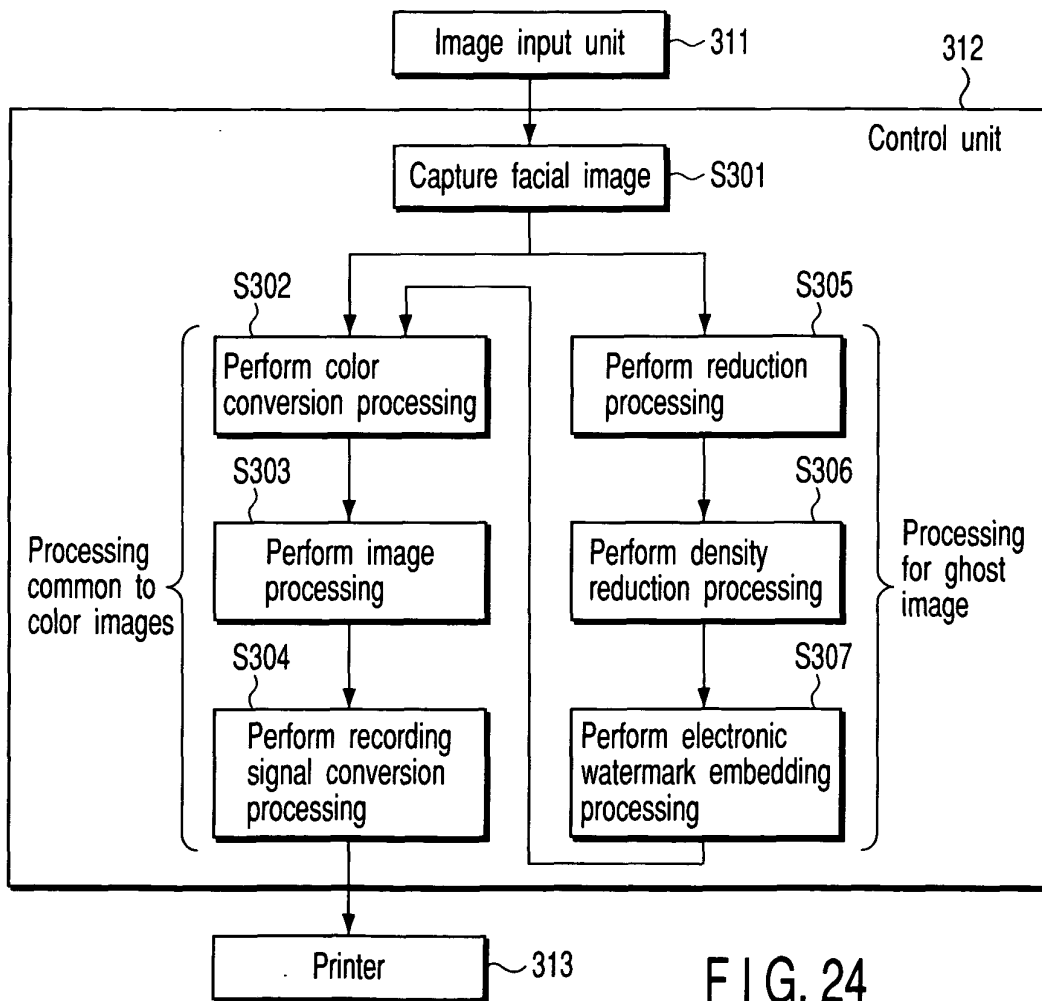 Image input unit
311
312
Control unit
Capture facial image
S301
S302
S305
Perform color
conversion processing
Perform reduction
processing
S303
S306
Processing
common to
color images
Perform image
processing
Perform density
reduction processing
Processing
for ghost
image
S304
S307
Perform recording
signal conversion
processing
Perform electronic
watermark embedding
processing
Printer
313
FIG. 24